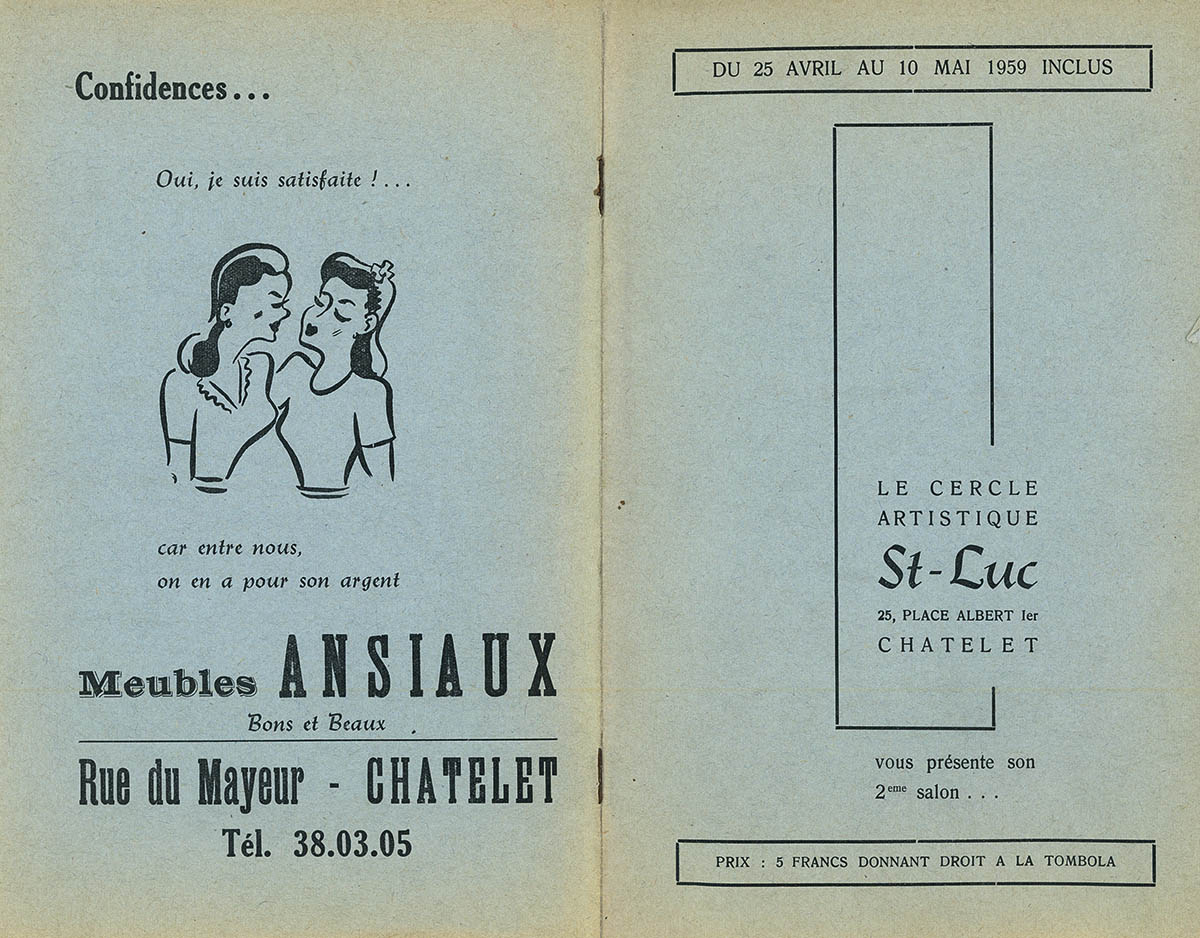 Confidences...
Oui, je suis satisfaite !...
car entre nous,
on en a pour son argent
Meubles ANSIAUX
Bons et Beaux
Rue du Mayeur - CHATELET
Tél. 38.03.05
DU 25 AVRIL AU 10 MAI 1959 INCLUS
LE CERCLE
ARTISTIQUE
St-Luc
25, PLACE ALBERT Ier
CHATELET
vous présente son
2eme salon . . .
PRIX : 5 FRANCS DONNANT DROIT A LA TOMBOLA